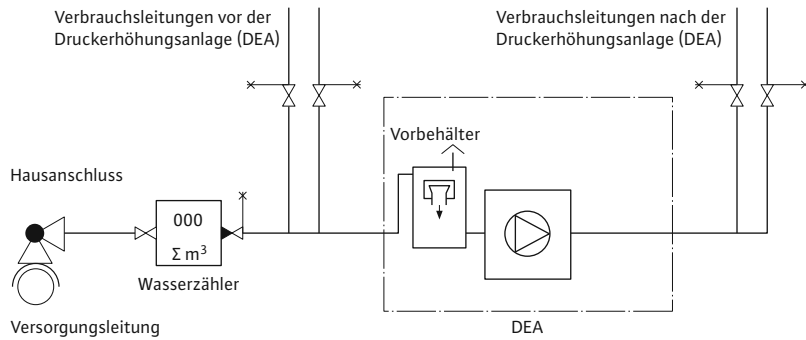 Verbrauchsleitungen vor der
Druckerhöhungsanlage (DEA)
Verbrauchsleitungen nach der
Druckerhöhungsanlage (DEA)
Vorbehälter
Hausanschluss
000
Σ m³
Wasserzähler
Versorgungsleitung
DEA